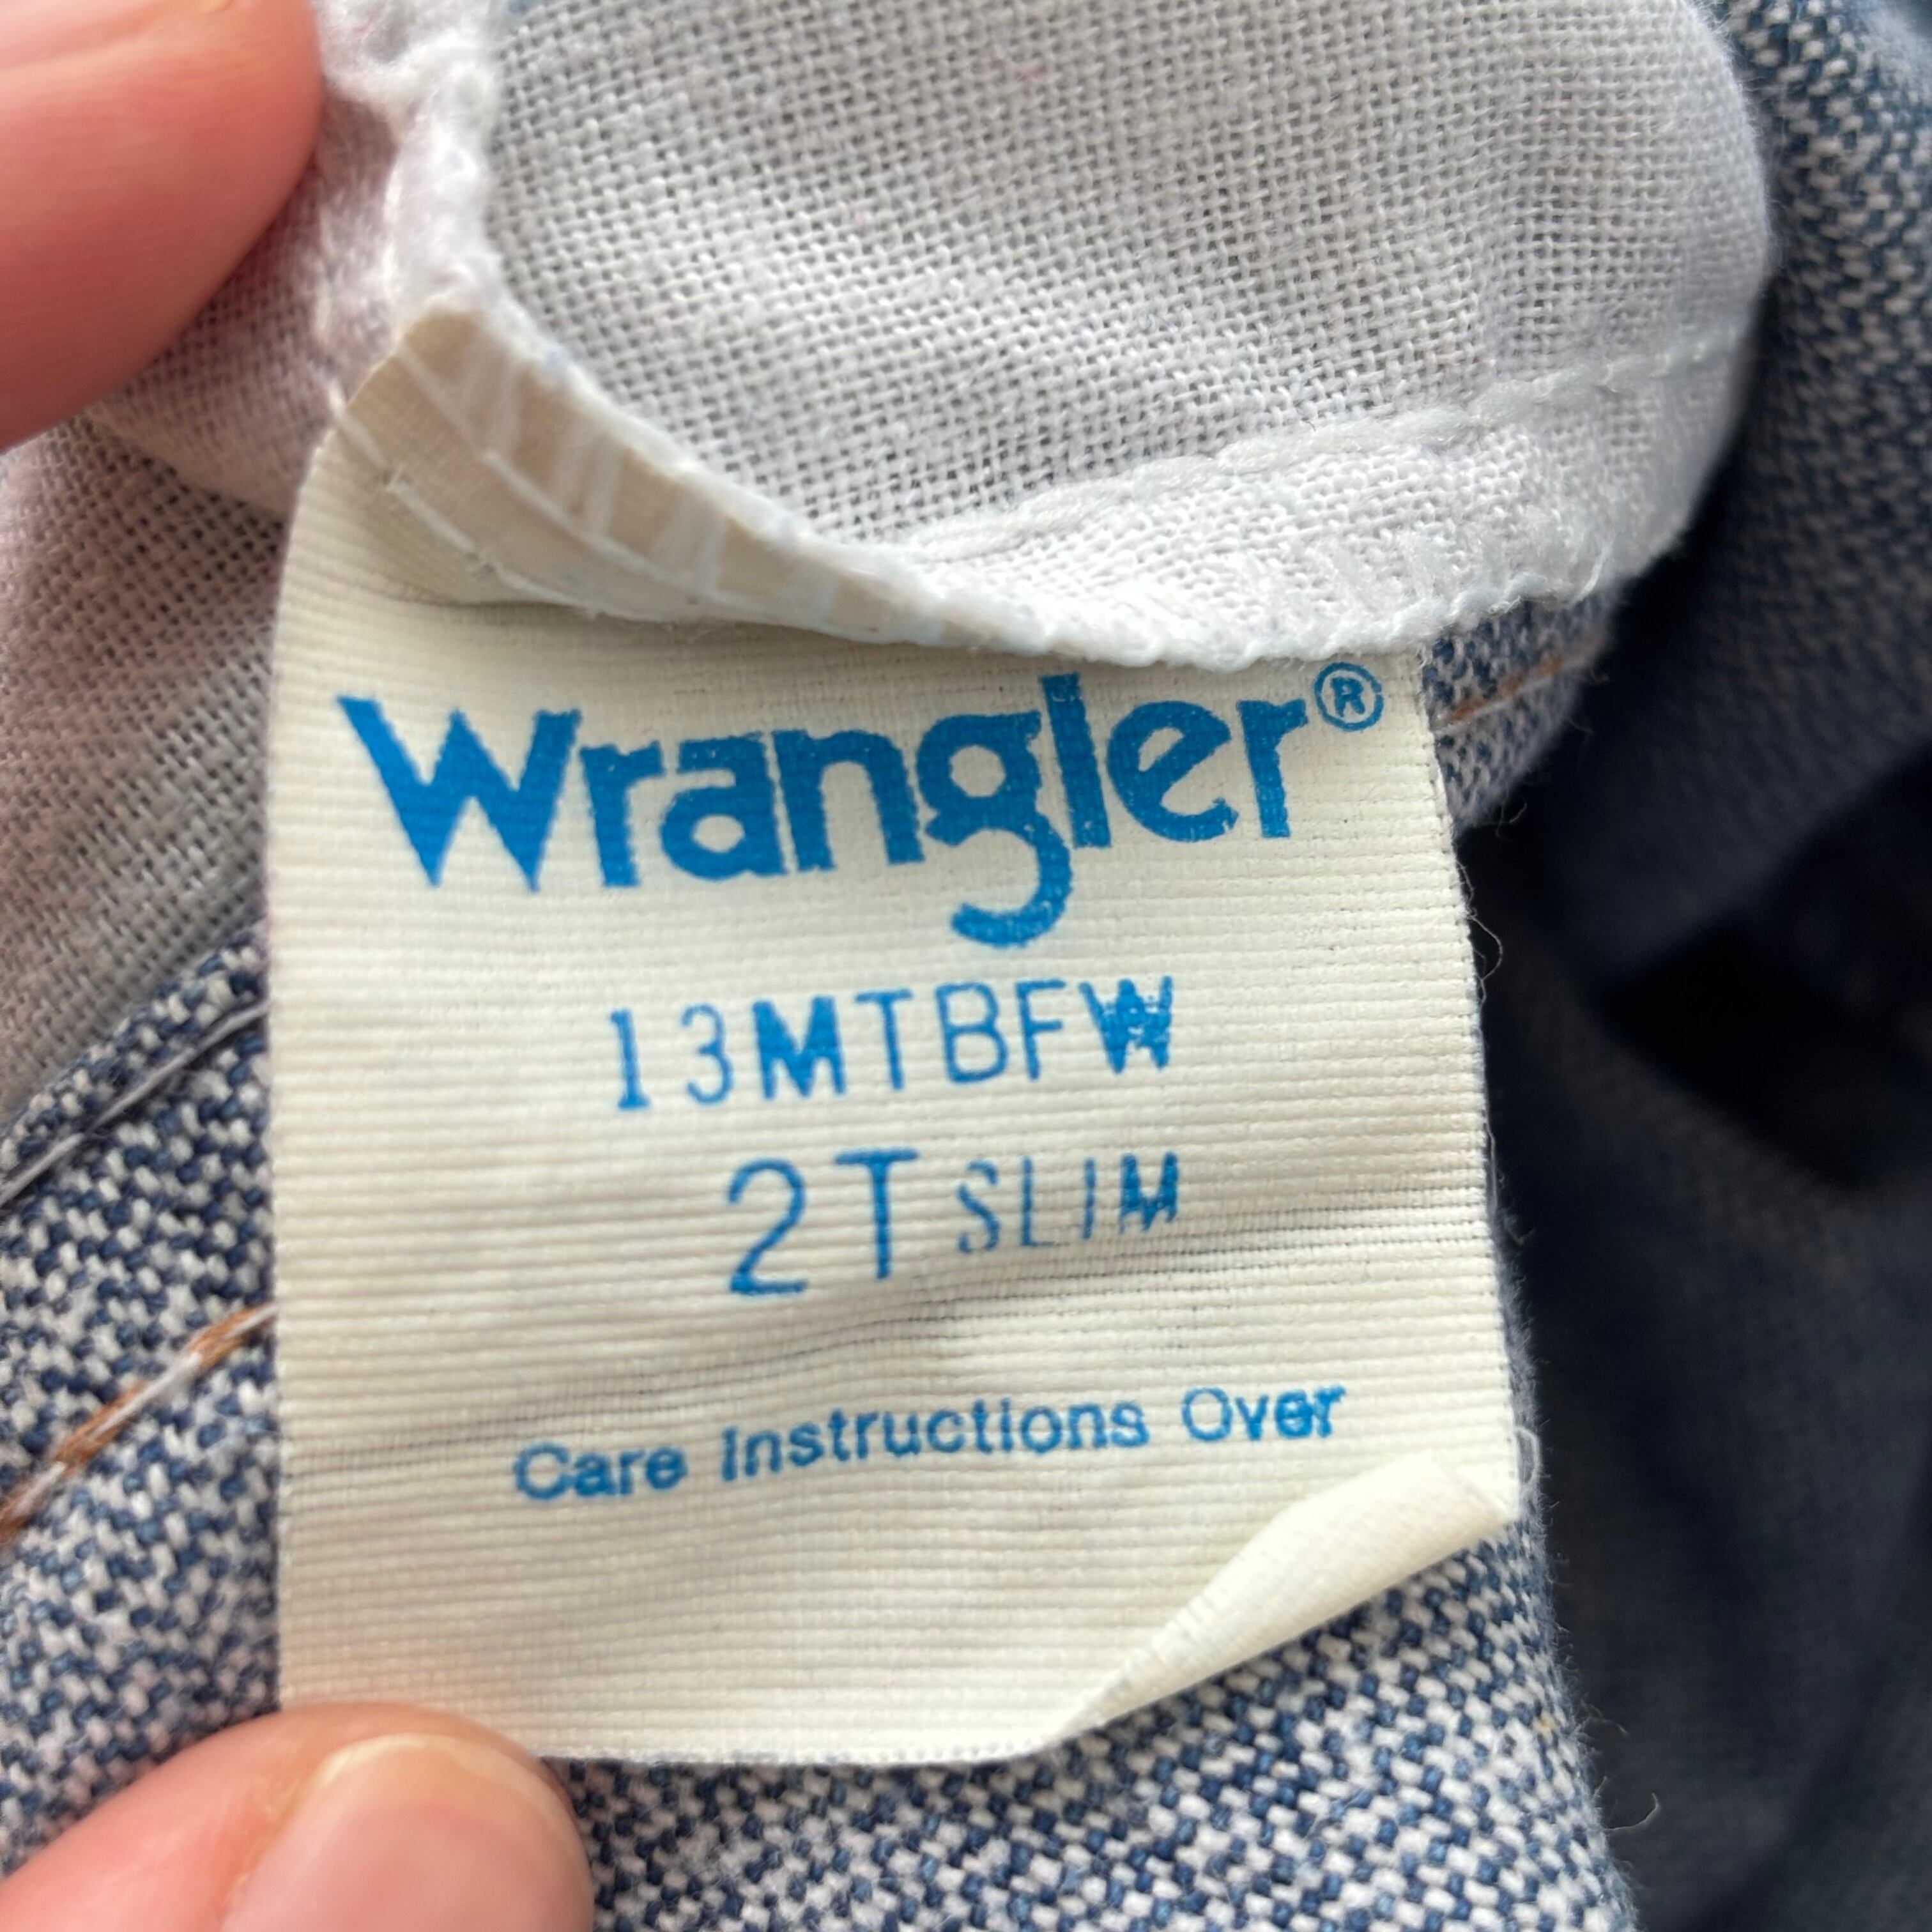 Wrangler®
13MTBFW
2T SLIM
Care Instructions Over